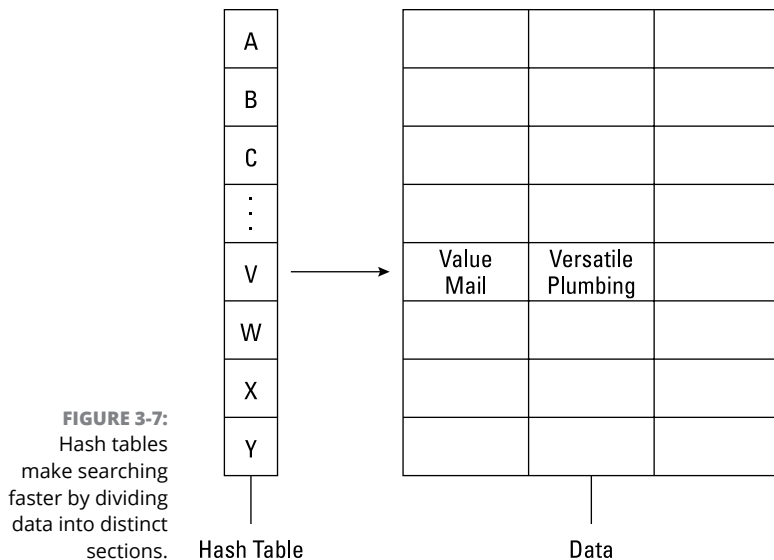 A
B
C
⋮
V
Value
Mail
Versatile
Plumbing
W
X
Y
FIGURE 3-7:
Hash tables
make searching
faster by dividing
data into distinct
sections.
Hash Table
Data